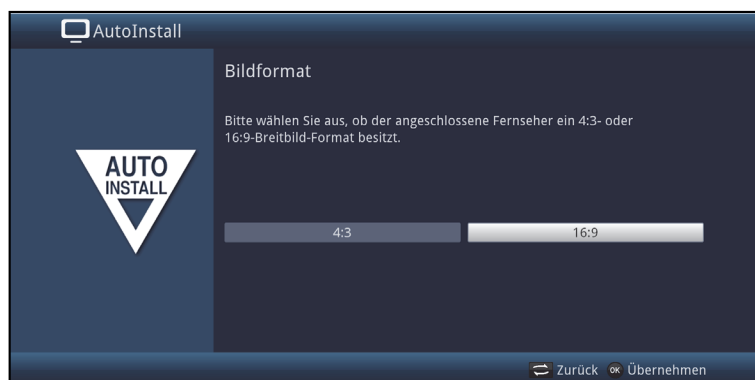 AutoInstall
Bildformat
Bitte wählen Sie aus, ob der angeschlossene Fernseher ein 4:3- oder
16:9-Breitbild-Format besitzt.
AUTO
INSTALL
4:3
16:9
Zurück OK Übernehmen